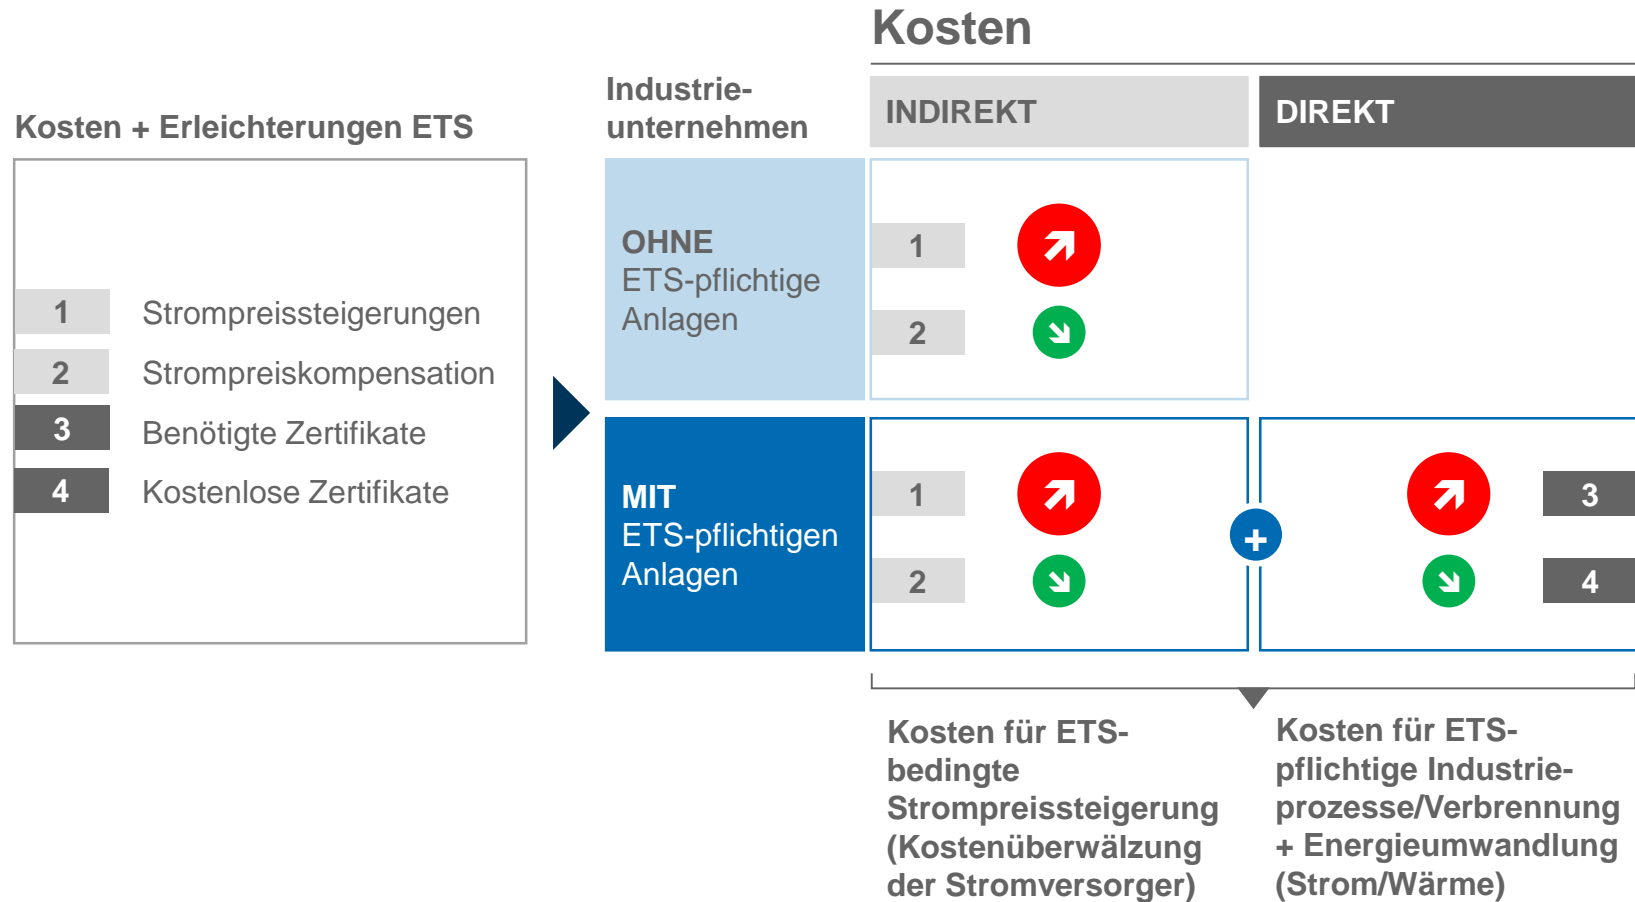 Kosten
Kosten + Erleichterungen ETS
1 Strompreissteigerungen
2 Strompreiskompensation
3 Benötigte Zertifikate
4 Kostenlose Zertifikate
Industrie-
unternehmen
INDIREKT
DIREKT
OHNE
ETS-pflichtige
Anlagen
1
2
MIT
ETS-pflichtigen
Anlagen
1
2
+
3
4
Kosten für ETS-
bedingte
Strompreissteigerung
(Kostenüberwälzung
der Stromversorger)
Kosten für ETS-
pflichtige Industrie-
prozesse/Verbrennung
+ Energieumwandlung
(Strom/Wärme)